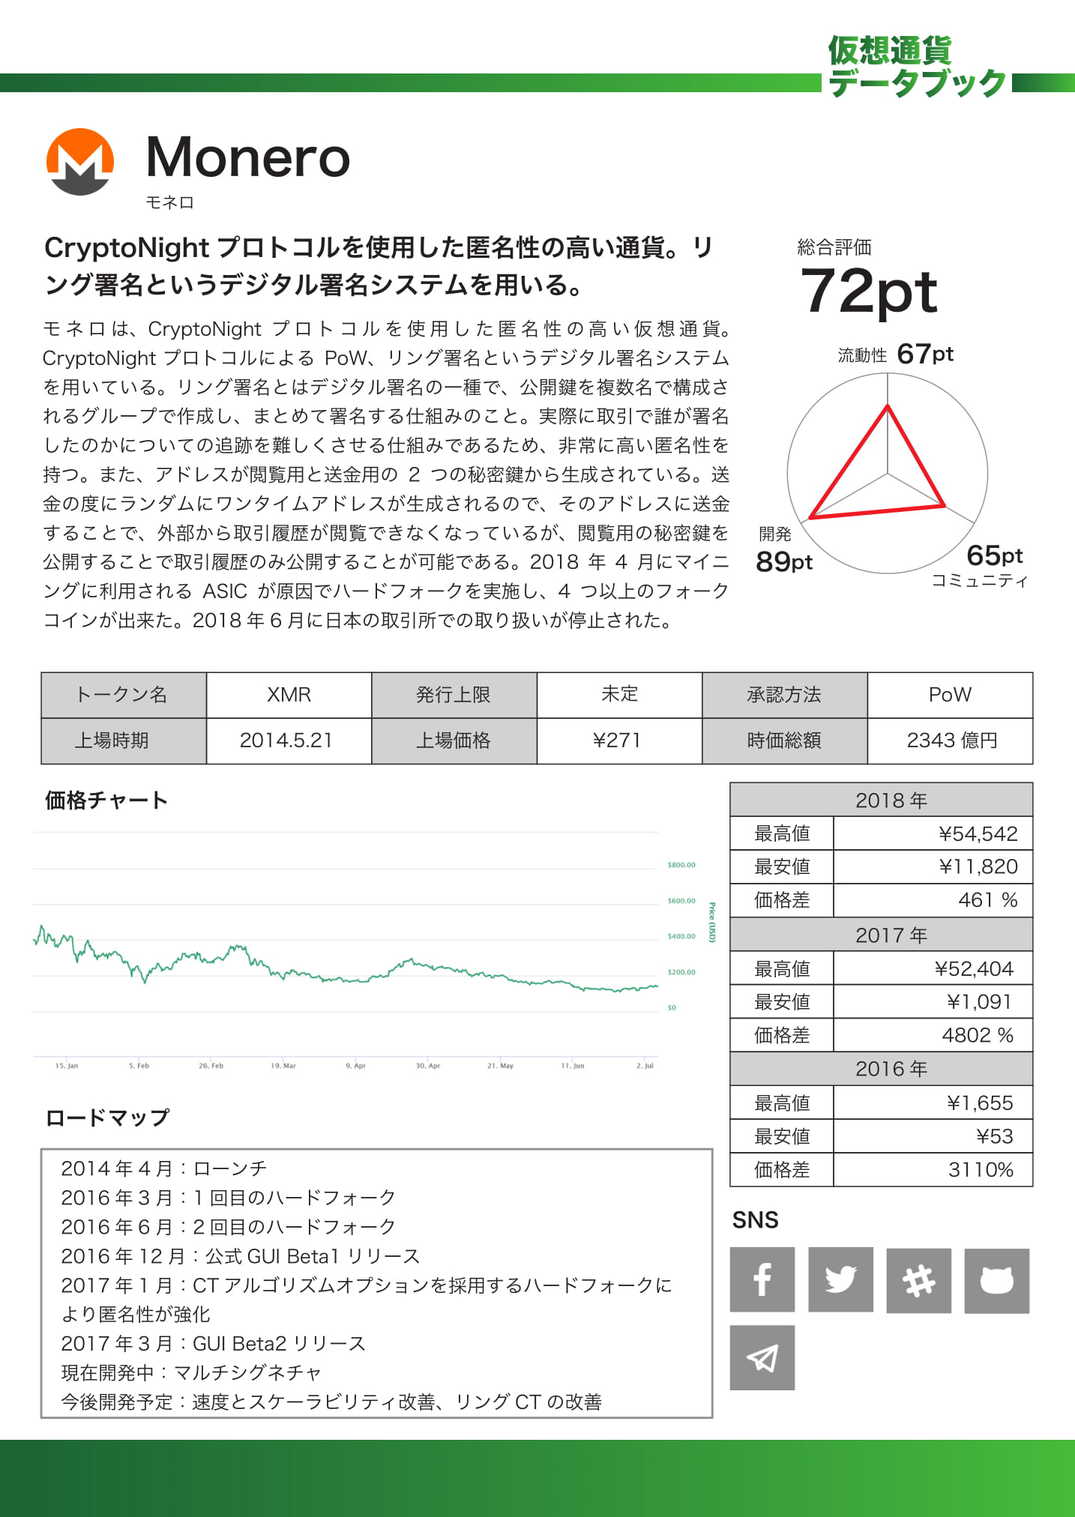 仮想通貨
データブック
Monero
モネロ
CryptoNight プロトコルを使用した匿名性の高い通貨。リ
ング署名というデジタル署名システムを用いる。
モネロは、CryptoNight プロトコルを使用した匿名性の高い仮想通貨。
CryptoNight プロトコルによる PoW、リング署名というデジタル署名システム
を用いている。リング署名とはデジタル署名の一種で、公開鍵を複数名で構成さ
れるグループで作成し、まとめて署名する仕組みのこと。実際に取引で誰が署名
したのかについての追跡を難しくさせる仕組みであるため、非常に高い匿名性を
持つ。また、アドレスが閲覧用と送金用の 2 つの秘密鍵から生成されている。送
金の度にランダムにワンタイムアドレスが生成されるので、そのアドレスに送金
することで、外部から取引履歴が閲覧できなくなっているが、閲覧用の秘密鍵を
公開することで取引履歴のみ公開することが可能である。2018 年 4 月にマイニ
ングに利用される ASIC が原因でハードフォークを実施し、4 つ以上のフォーク
コインが出来た。2018 年 6 月に日本の取引所での取り扱いが停止された。
総合評価
72pt
流動性 67pt
開発
89pt
65pt
コミュニティ
トークン名 XMR 発行上限 未定 承認方法 PoW
上場時期 2014.5.21 上場価格 ¥271 時価総額 2343 億円
価格チャート
$800.00
$600.00
$400.00
$200.00
$0
Price (USD)
15. Jan 5. Feb 26. Feb 19. Mar 9. Apr 30. Apr 21. May 11. Jun 2. Jul
2018 年
最高値 ¥54,542
最安値 ¥11,820
価格差 461 %
2017 年
最高値 ¥52,404
最安値 ¥1,091
価格差 4802 %
2016 年
最高値 ¥1,655
最安値 ¥53
価格差 3110%
ロードマップ
2014 年 4 月：ローンチ
2016 年 3 月：1 回目のハードフォーク
2016 年 6 月：2 回目のハードフォーク
2016 年 12 月：公式 GUI Beta1 リリース
2017 年 1 月：CT アルゴリズムオプションを採用するハードフォークに
より匿名性が強化
2017 年 3 月：GUI Beta2 リリース
現在開発中：マルチシグネチャ
今後開発予定：速度とスケーラビリティ改善、リング CT の改善
SNS